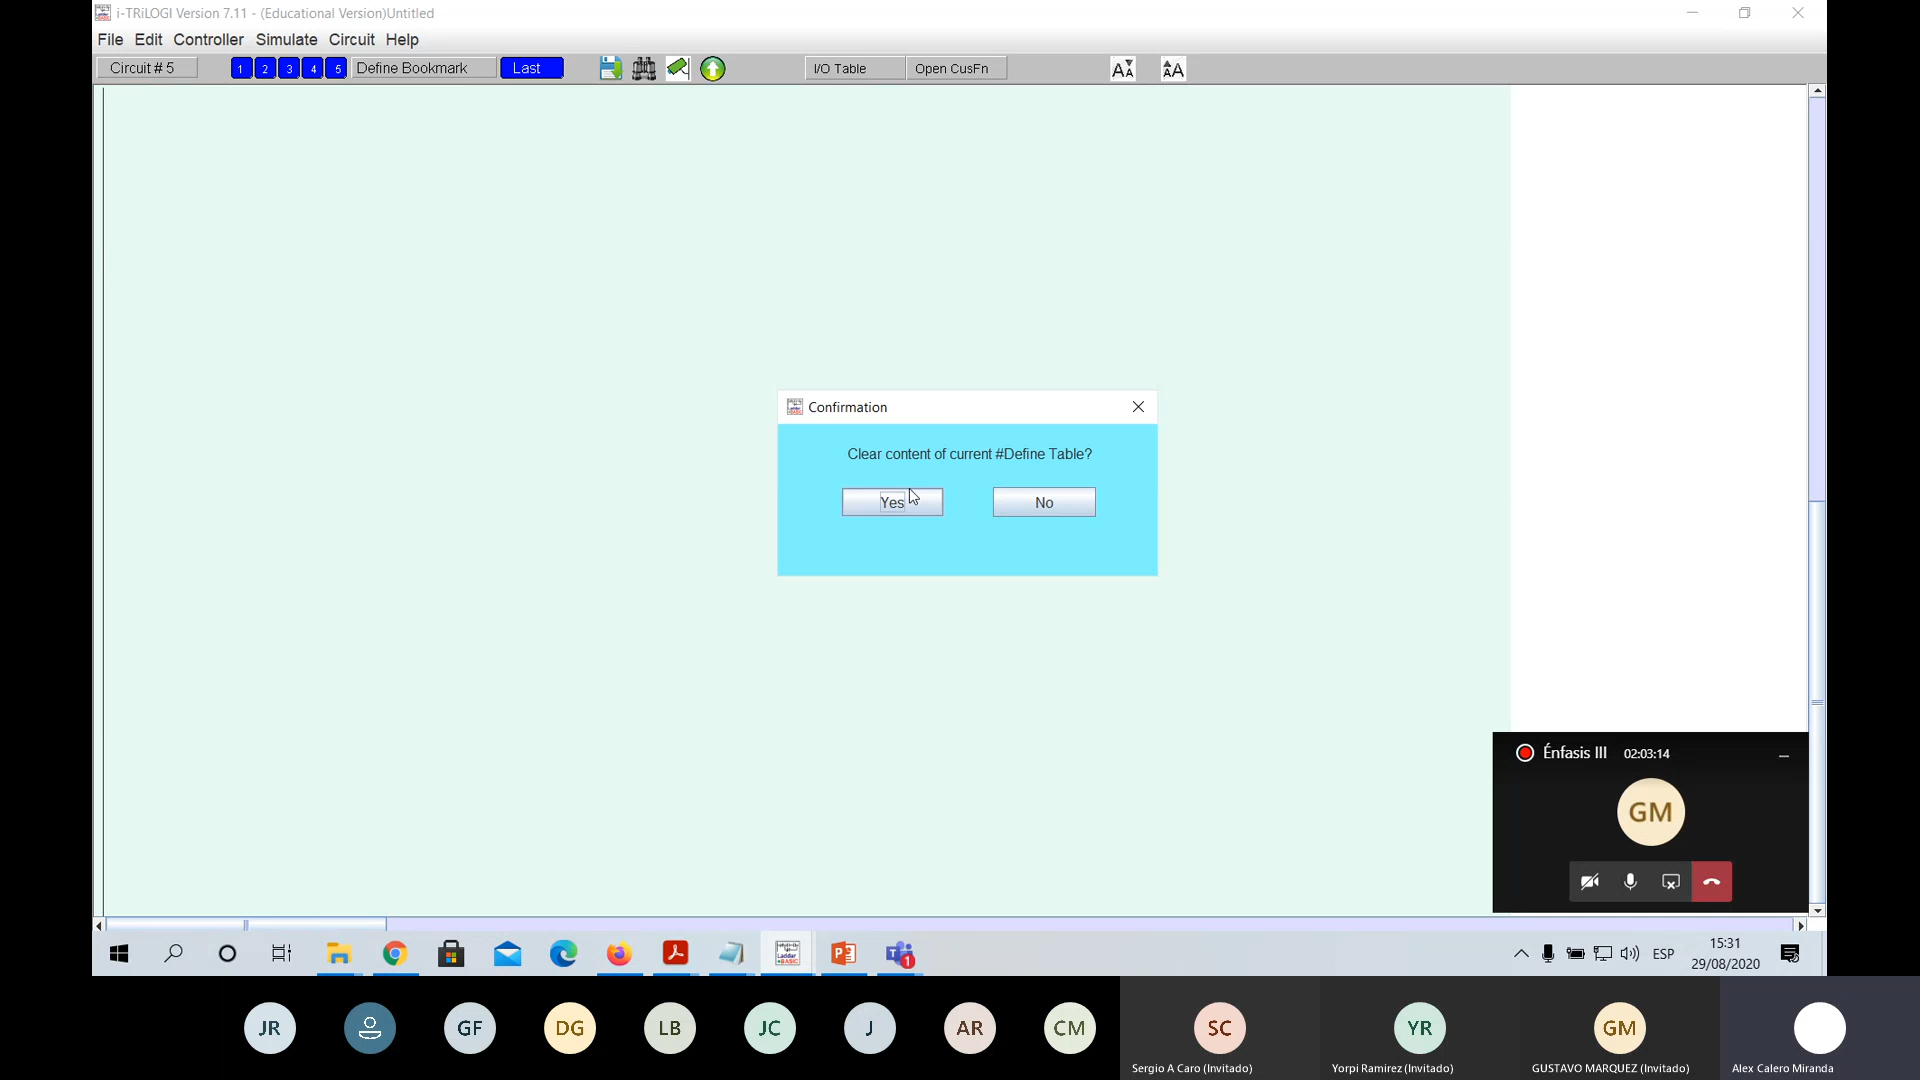 i-TRiLOGI Version 7.11 - (Educational Version)Untitled
File Edit Controller Simulate Circuit Help
Circuit # 5 1 2 3 4 5 Define Bookmark Last I/O Table Open CusFn
Confirmation
Clear content of current #Define Table?
Yes No
Énfasis III 02:03:14
GM
ESP
15:31
29/08/2020
JR GF DG LB JC J AR CM SC YR GM
Sergio A Caro (Invitado) Yorpi Ramirez (Invitado) GUSTAVO MARQUEZ (Invitado) Alex Calero Miranda